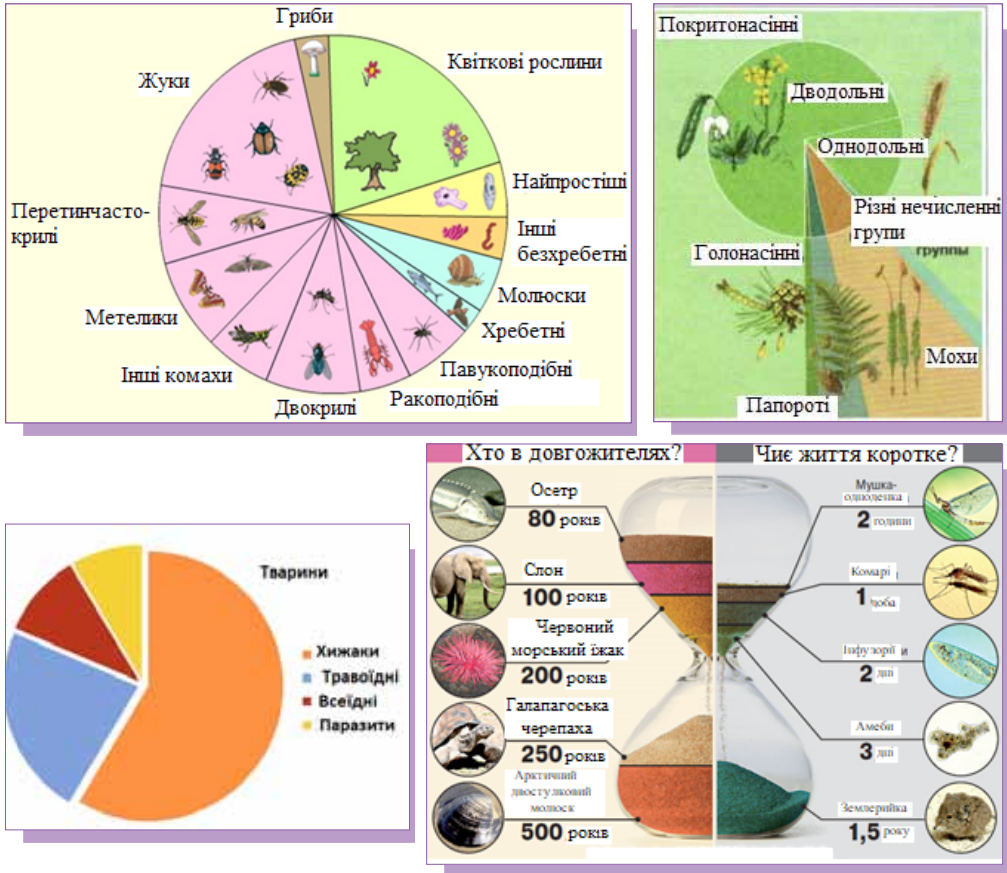 Гриби
Квіткові рослини
Жуки
Найпростіші
Перетинчасто-
крилі
Інші
безхребетні
Молюски
Метелики
Хребетні
Інші комахи
Павукоподібні
Ракоподібні
Двокрилі
Покритонасінні
Дводольні
Однодольні
Різні нечисленні
групи
группы
Голонасінні
Мохи
Папороті
Тварини
Хижаки
Травоїдні
Всеїдні
Паразити
Хто в довгожителях?
Осетр
80 років
Слон
100 років
Червоний
морський їжак
200 років
Галапагоська
черепаха
250 років
Арктичний
двостулковий
молюск
500 років
Чиє життя коротке?
Мушка-
одноденка
2 години
Комарі
1 доба
Інфузорії и
2 дні
Амеби
3 дні
Землерийка
1,5 року